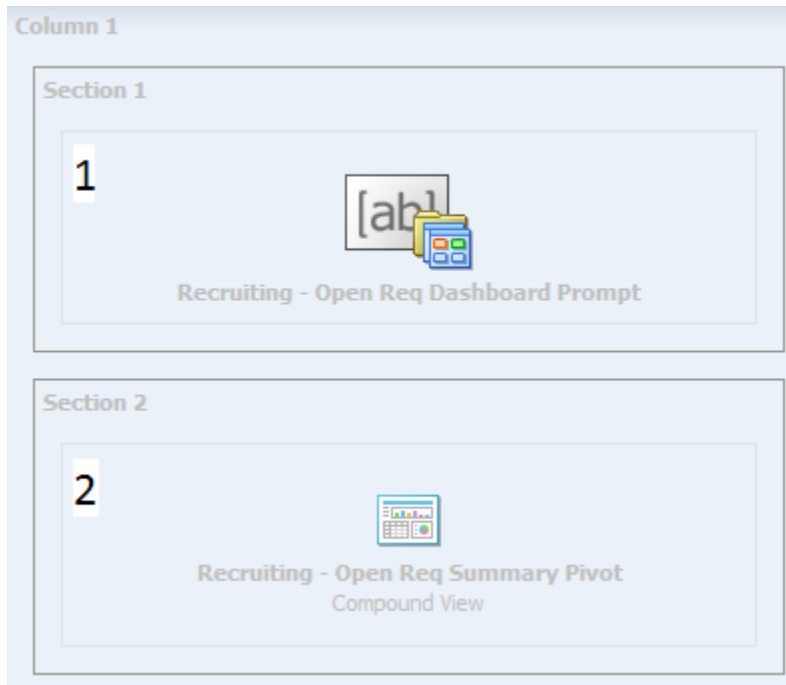 Column 1
Section 1
1
[ab]
Recruiting - Open Req Dashboard Prompt
Section 2
2
Recruiting - Open Req Summary Pivot
Compound View